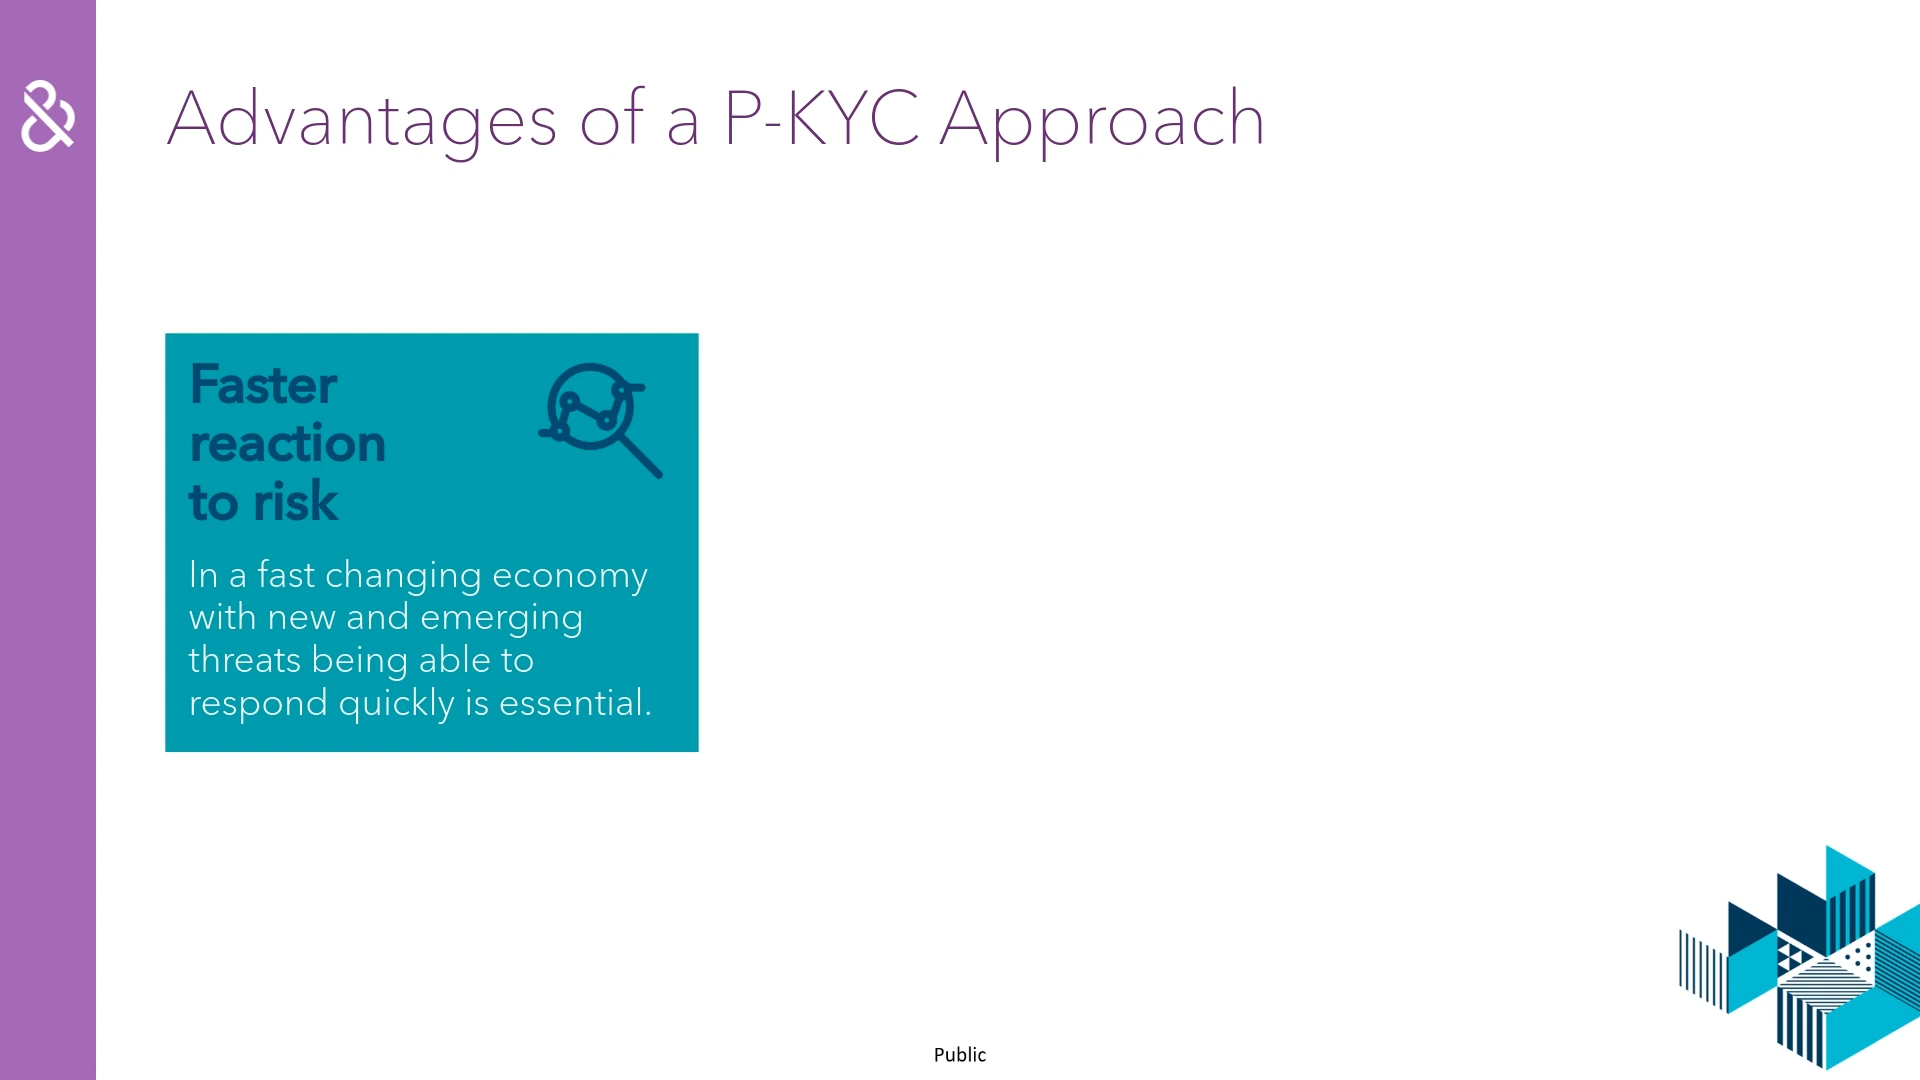 &
Advantages of a P-KYC Approach
Faster
reaction
to risk
In a fast changing economy
with new and emerging
threats being able to
respond quickly is essential.
Public